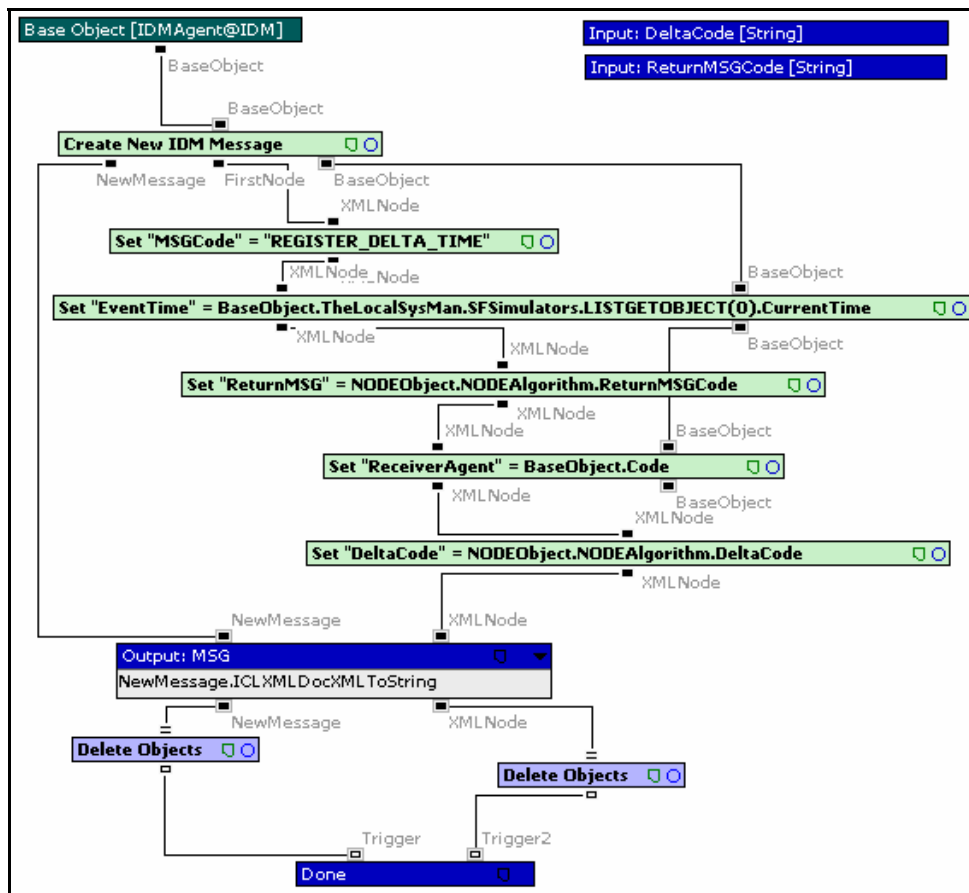 Base Object [IDMAgent@IDM]
Input: DeltaCode [String]
Input: ReturnMSGCode [String]
BaseObject
BaseObject
Create New IDM Message
NewMessage FirstNode BaseObject
XMLNode
Set "MSGCode" = "REGISTER_DELTA_TIME"
XMLNode
BaseObject
Set "EventTime" = BaseObject.TheLocalSysMan.SFSimulators.LISTGETOBJECT(0).CurrentTime
XMLNode
BaseObject
XMLNode
Set "ReturnMSG" = NODEObject.NODEAlgorithm.ReturnMSGCode
XMLNode
XMLNode
BaseObject
Set "ReceiverAgent" = BaseObject.Code
XMLNode
BaseObject
XMLNode
Set "DeltaCode" = NODEObject.NODEAlgorithm.DeltaCode
XMLNode
NewMessage XMLNode
Output: MSG
NewMessage.ICLXMLDocXMLToString
NewMessage XMLNode
Delete Objects
Delete Objects
Trigger Trigger2
Done